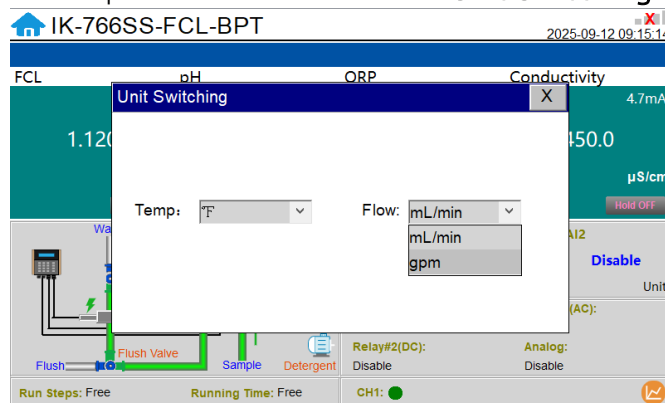 IK-766SS-FCL-BPT
X
2025-09-12 09:15:14
FCL pH ORP Conductivity
Unit Switching X
4.7mA
1.120
450.0
µS/cm
Hold OFF
Temp: °F Flow: mL/min
mL/min
gpm
Wa
AI2
Disable
Unit
(AC):
Flush Valve
Flush Sample Detergent
Relay#2(DC): Analog:
Disable Disable
Run Steps: Free Running Time: Free CH1: